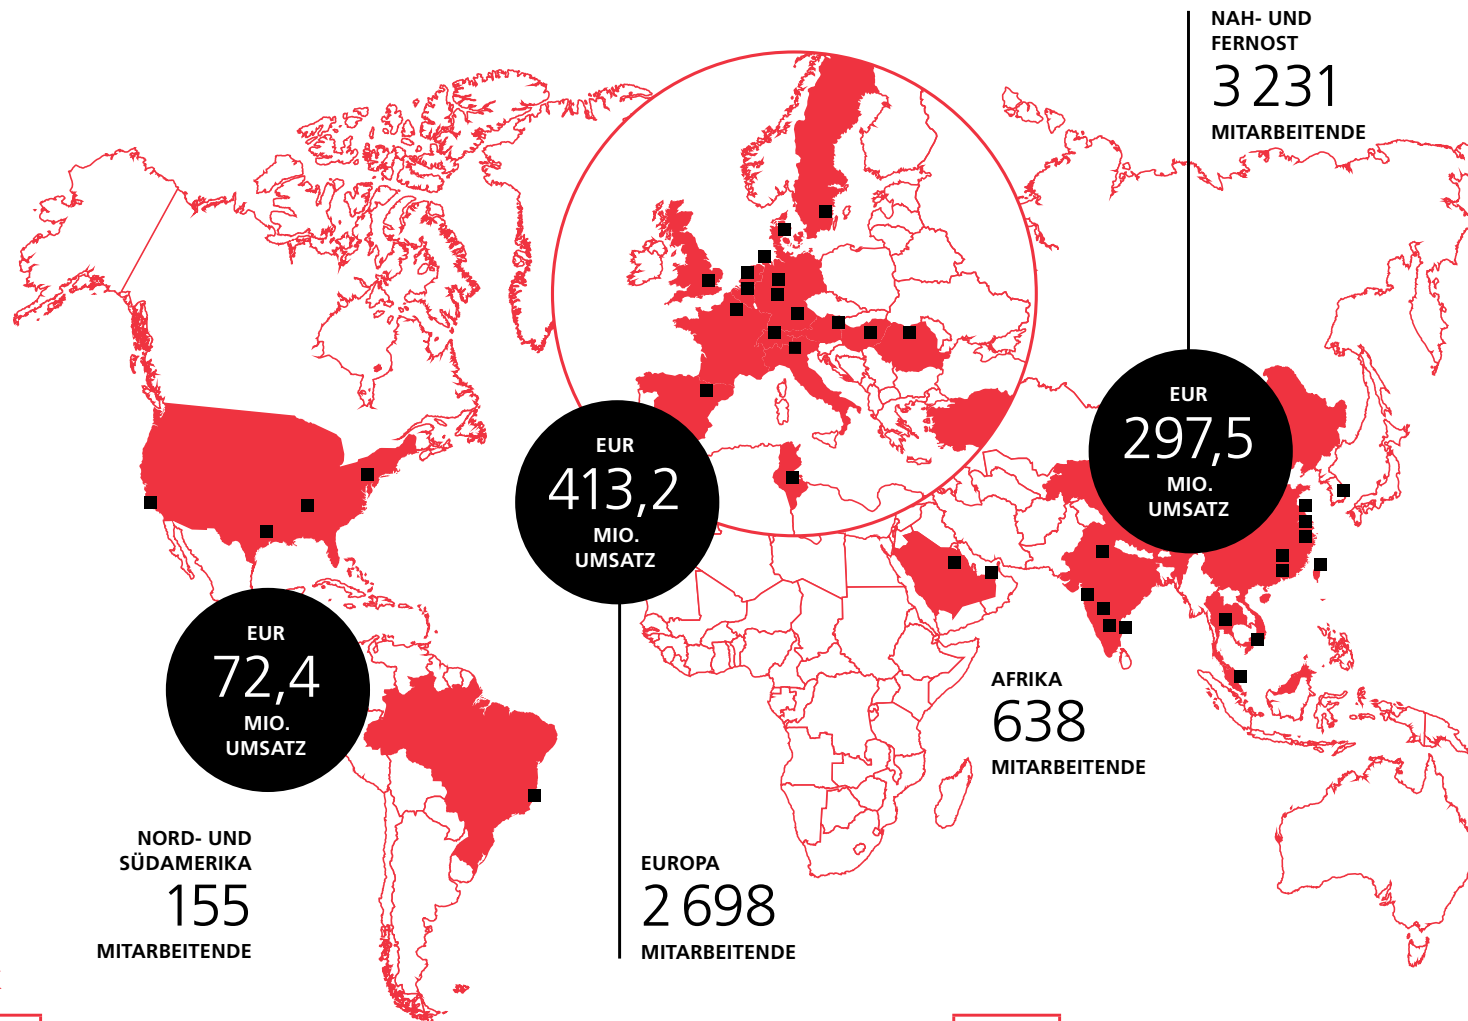 NAH- UND
FERNOST
3 231
MITARBEITENDE
EUR
297,5
MIO.
UMSATZ
EUR
413,2
MIO.
UMSATZ
EUR
72,4
MIO.
UMSATZ
AFRIKA
638
MITARBEITENDE
NORD- UND
SÜDAMERIKA
155
MITARBEITENDE
EUROPA
2 698
MITARBEITENDE